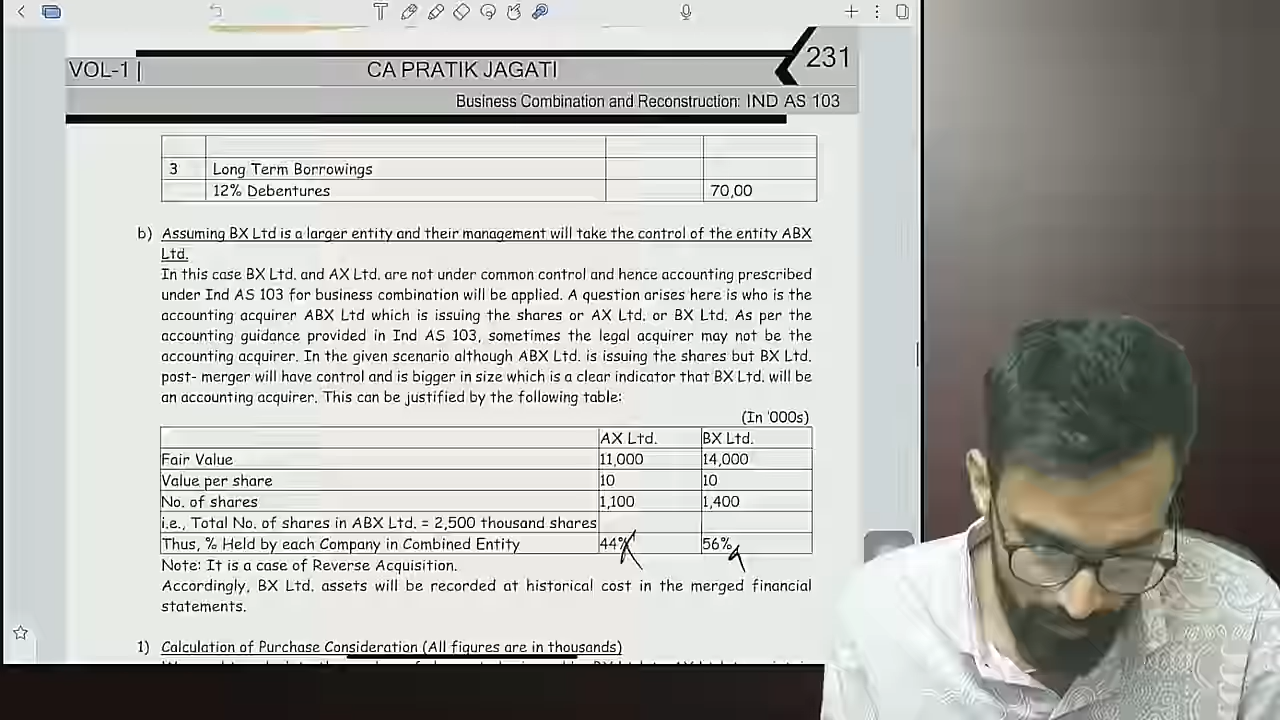 VOL-1 |
CA PRATIK JAGATI
231
Business Combination and Reconstruction: IND AS 103
3 Long Term Borrowings
12% Debentures 70,00
b) Assuming BX Ltd is a larger entity and their management will take the control of the entity ABX
Ltd.
In this case BX Ltd. and AX Ltd. are not under common control and hence accounting prescribed
under Ind AS 103 for business combination will be applied. A question arises here is who is the
accounting acquirer ABX Ltd which is issuing the shares or AX Ltd. or BX Ltd. As per the
accounting guidance provided in Ind AS 103, sometimes the legal acquirer may not be the
accounting acquirer. In the given scenario although ABX Ltd. is issuing the shares but BX Ltd.
post- merger will have control and is bigger in size which is a clear indicator that BX Ltd. will be
an accounting acquirer. This can be justified by the following table:
(In '000s)
AX Ltd. BX Ltd.
Fair Value 11,000 14,000
Value per share 10 10
No. of shares 1,100 1,400
i.e., Total No. of shares in ABX Ltd. = 2,500 thousand shares
Thus, % Held by each Company in Combined Entity 44% 56%
Note: It is a case of Reverse Acquisition.
Accordingly, BX Ltd. assets will be recorded at historical cost in the merged financial
statements.
1) Calculation of Purchase Consideration (All figures are in thousands)